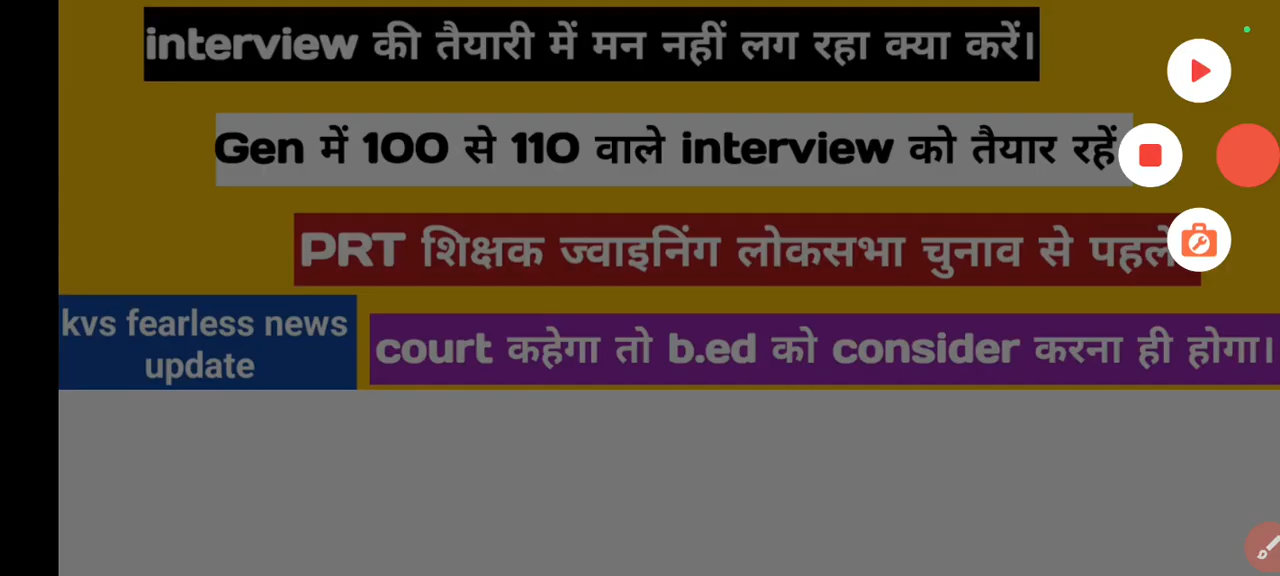 interview की तैयारी में मन नहीं लग रहा क्या करें।
Gen में 100 से 110 वाले interview को तैयार रहें
PRT शिक्षक ज्वाइनिंग लोकसभा चुनाव से पहले
kvs fearless news
update
court कहेगा तो b.ed को consider करना ही होगा।